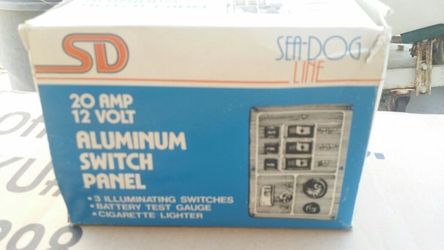 SD
SEA-DOG
LINE
20 AMP
12 VOLT
ALUMINUM
SWITCH
PANEL
• 3 ILLUMINATING SWITCHES
• BATTERY TEST GAUGE
• CIGARETTE LIGHTER